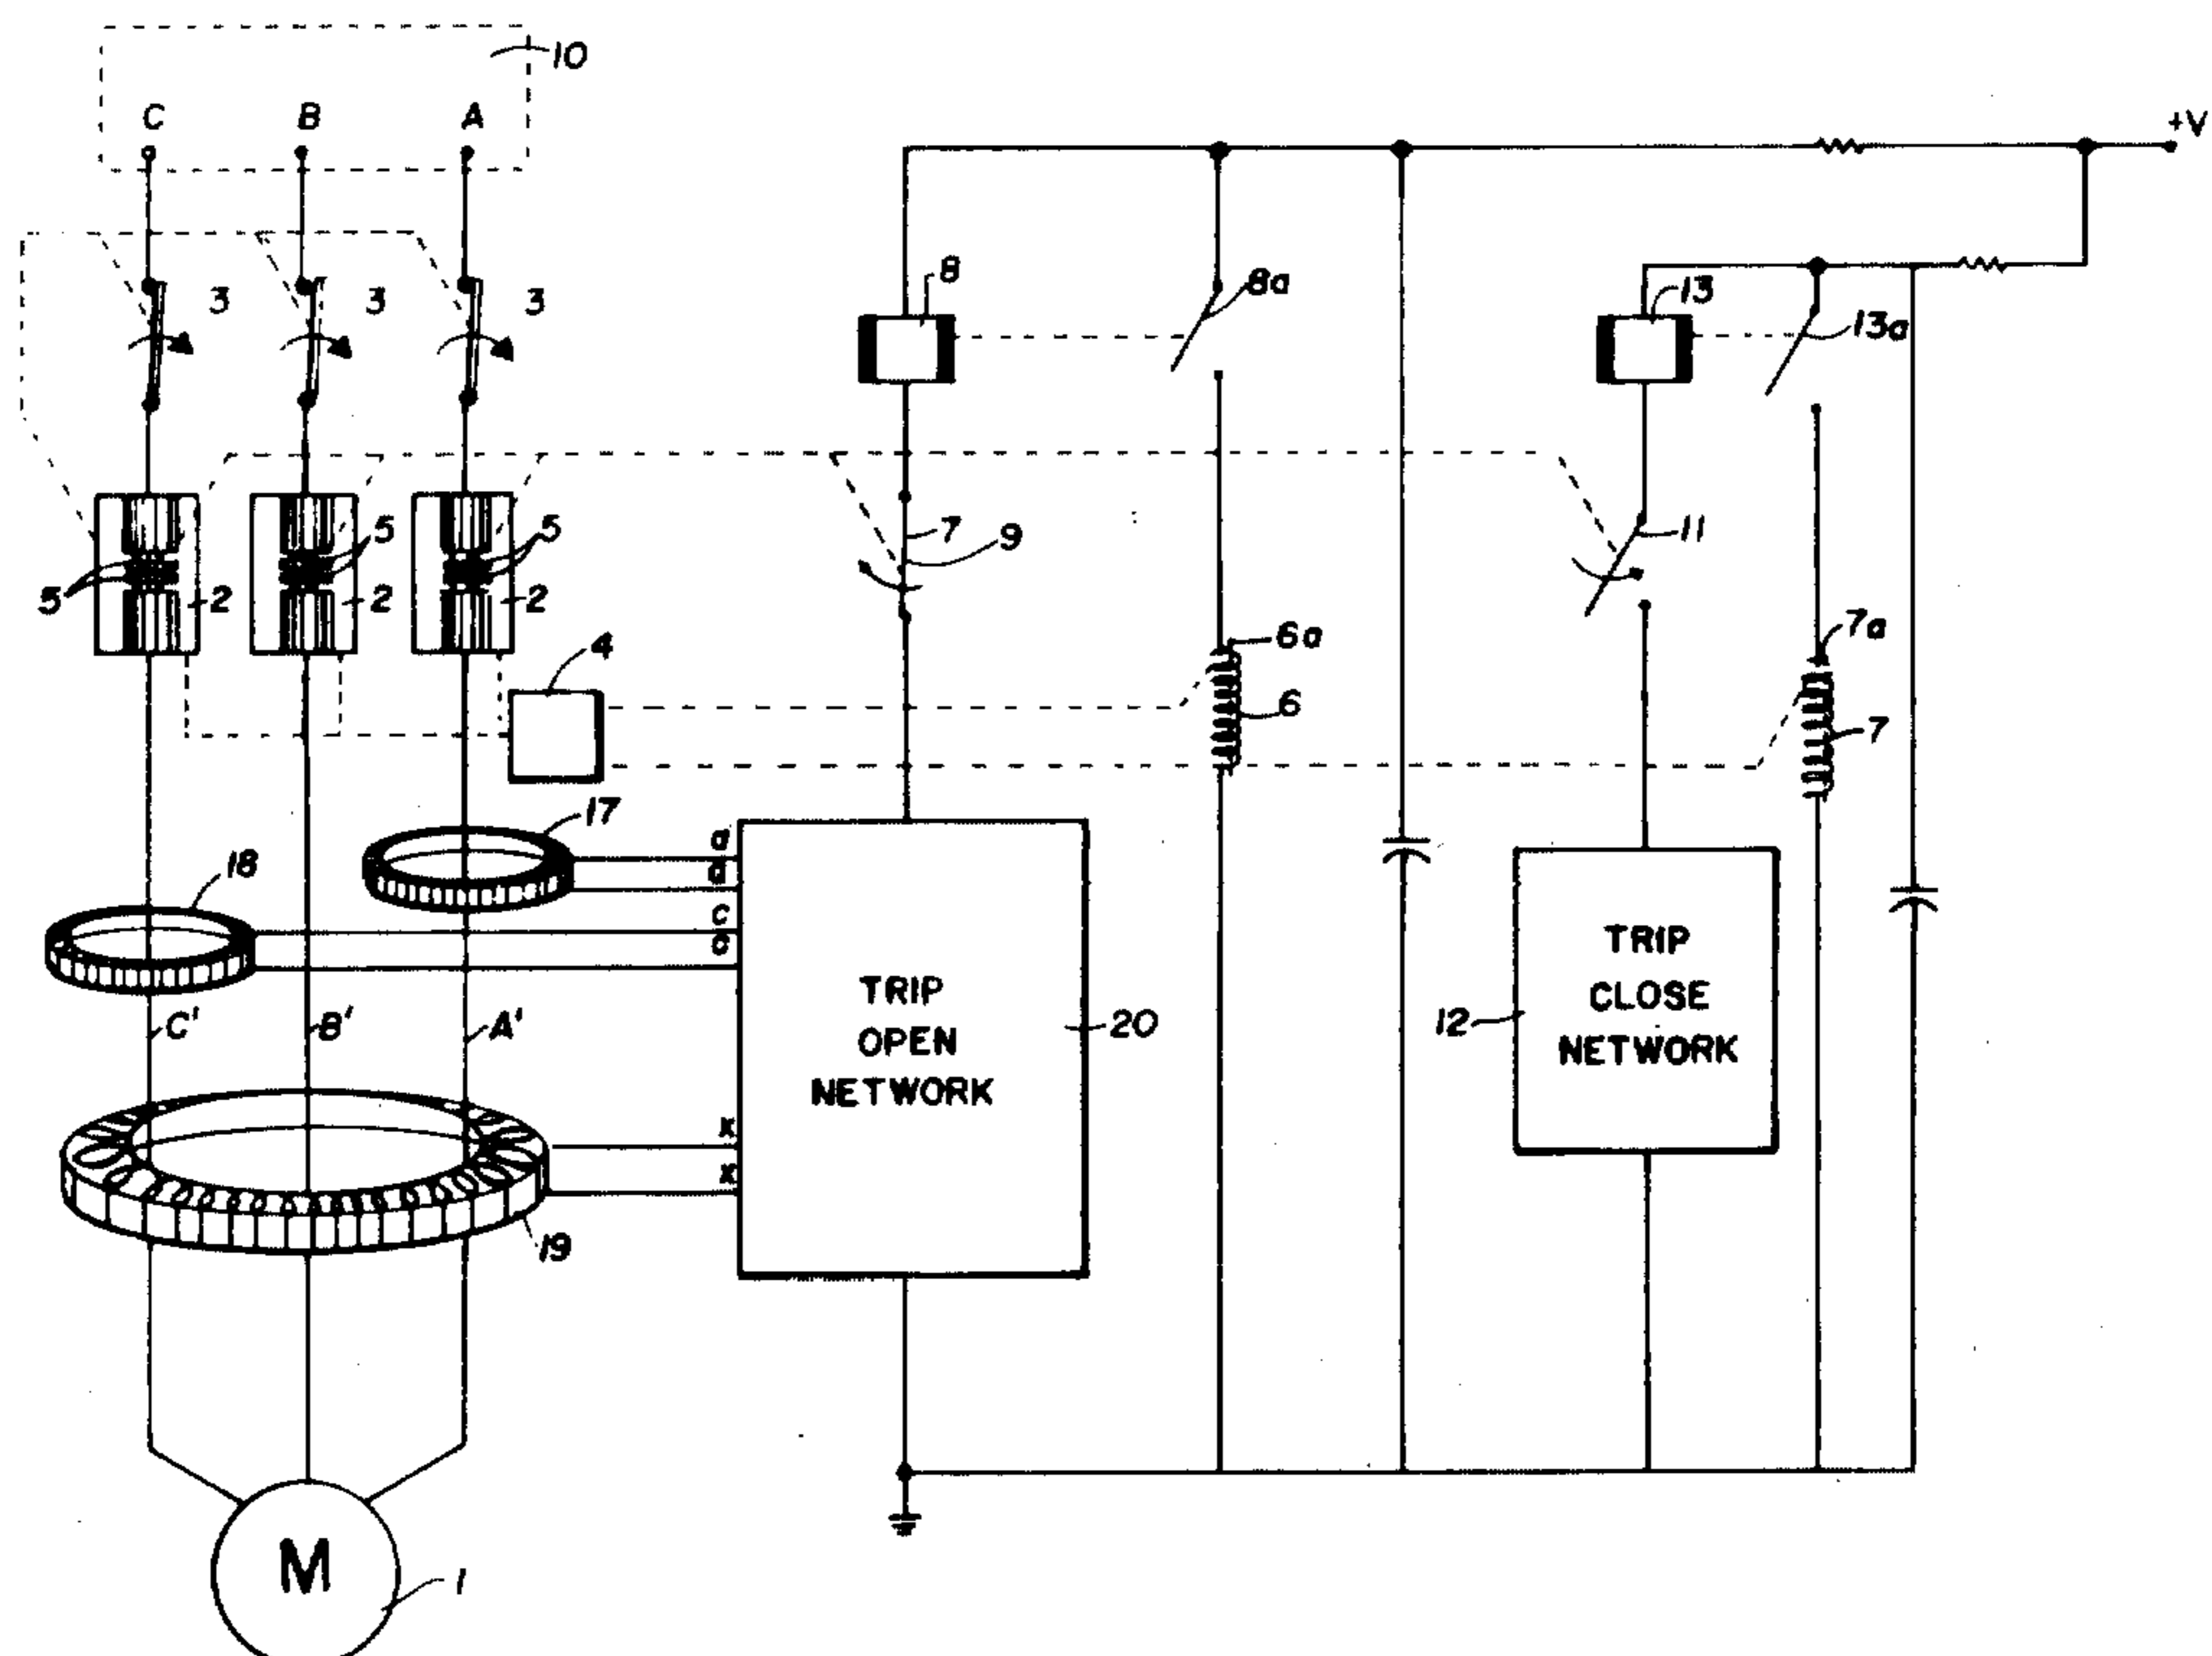 10
C B A
+V
3 3 3
8
8a
13
13a
7
9
11
5 5 5
2 2 2
4
6a
6
7a
7
17
18
a
a
c
c
C' B' A'
TRIP
OPEN
NETWORK
20
12
TRIP
CLOSE
NETWORK
x
x
19
M
1